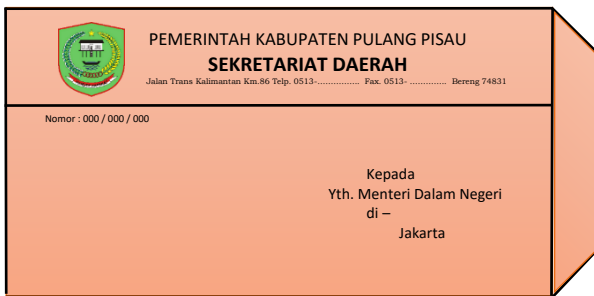 PEMERINTAH KABUPATEN PULANG PISAU
SEKRETARIAT DAERAH
Jalan Trans Kalimantan Km.86 Telp. 0513-................ Fax. 0513- .............. Bereng 74831
Nomor : 000 / 000 / 000
Kepada
Yth. Menteri Dalam Negeri
di –
Jakarta